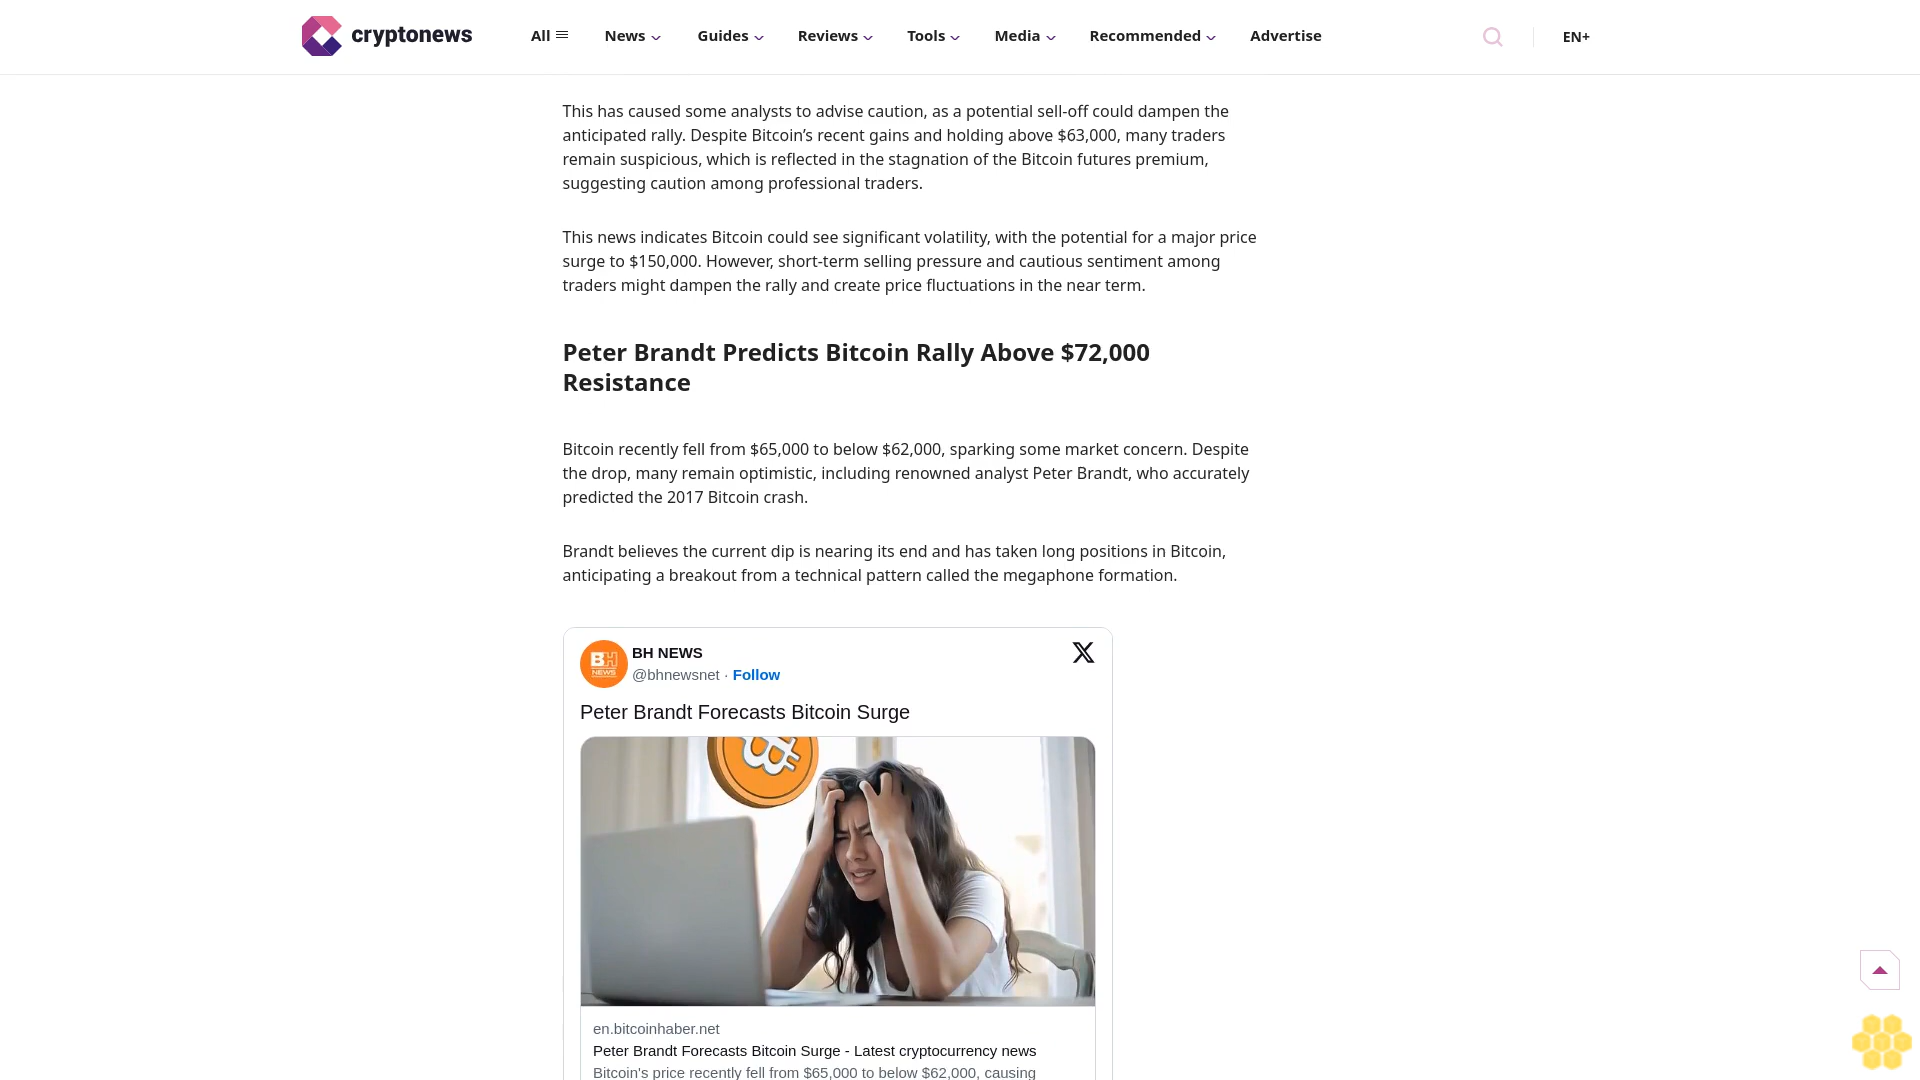 cryptonews
All
News
Guides
Reviews
Tools
Media
Recommended
Advertise
EN+
This has caused some analysts to advise caution, as a potential sell-off could dampen the
anticipated rally. Despite Bitcoin’s recent gains and holding above $63,000, many traders
remain suspicious, which is reflected in the stagnation of the Bitcoin futures premium,
suggesting caution among professional traders.
This news indicates Bitcoin could see significant volatility, with the potential for a major price
surge to $150,000. However, short-term selling pressure and cautious sentiment among
traders might dampen the rally and create price fluctuations in the near term.
Peter Brandt Predicts Bitcoin Rally Above $72,000
Resistance
Bitcoin recently fell from $65,000 to below $62,000, sparking some market concern. Despite
the drop, many remain optimistic, including renowned analyst Peter Brandt, who accurately
predicted the 2017 Bitcoin crash.
Brandt believes the current dip is nearing its end and has taken long positions in Bitcoin,
anticipating a breakout from a technical pattern called the megaphone formation.
BH NEWS
BH NEWS
@bhnewsnet · Follow
Peter Brandt Forecasts Bitcoin Surge
en.bitcoinhaber.net
Peter Brandt Forecasts Bitcoin Surge - Latest cryptocurrency news
Bitcoin's price recently fell from $65,000 to below $62,000, causing